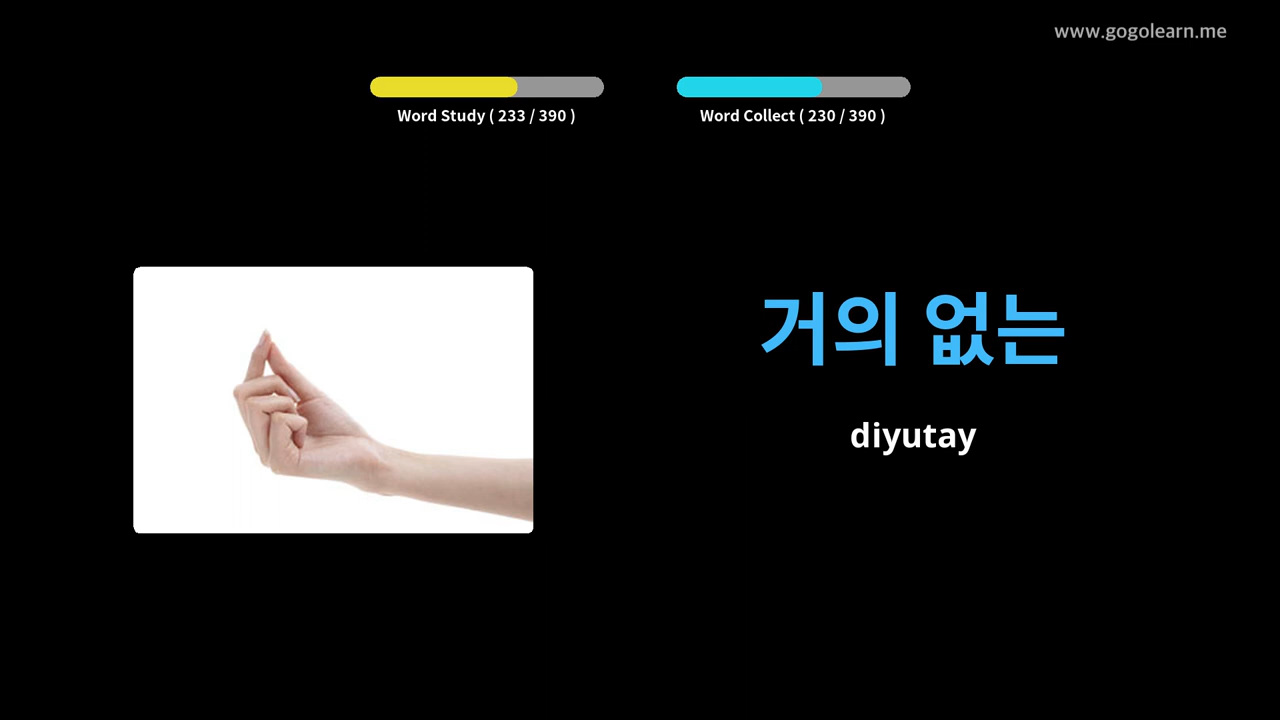 www.gogolearn.me
Word Study ( 233 / 390 )
Word Collect ( 230 / 390 )
거의 없는
diyutay